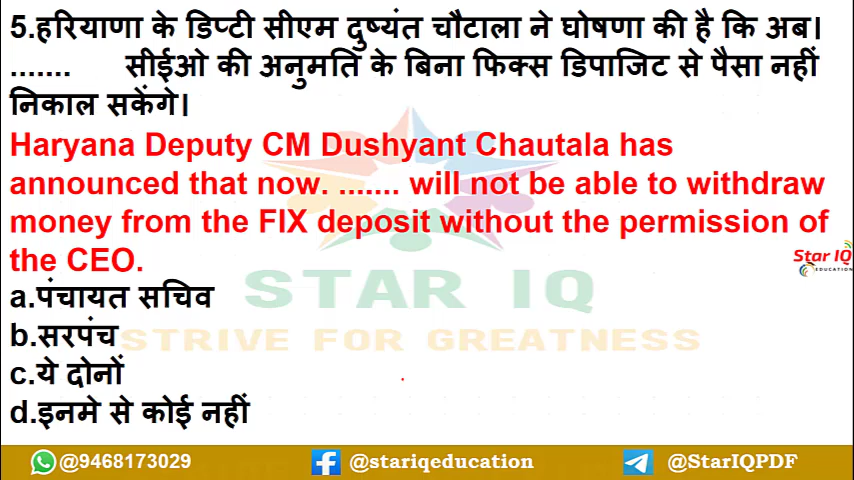 5.हरियाणा के डिप्टी सीएम दुष्यंत चौटाला ने घोषणा की है कि अब।
....... सीईओ की अनुमति के बिना फिक्स डिपाजिट से पैसा नहीं
निकाल सकेंगे।
Haryana Deputy CM Dushyant Chautala has
announced that now. ....... will not be able to withdraw
money from the FIX deposit without the permission of
the CEO.
Star IQ
EDUCATION
STAR IQ
a.पंचायत सचिव
b.सरपंच
STRIVE FOR GREATNESS
c.ये दोनों
d.इनमे से कोई नहीं
@9468173029 @stariqeducation @StarIQPDF